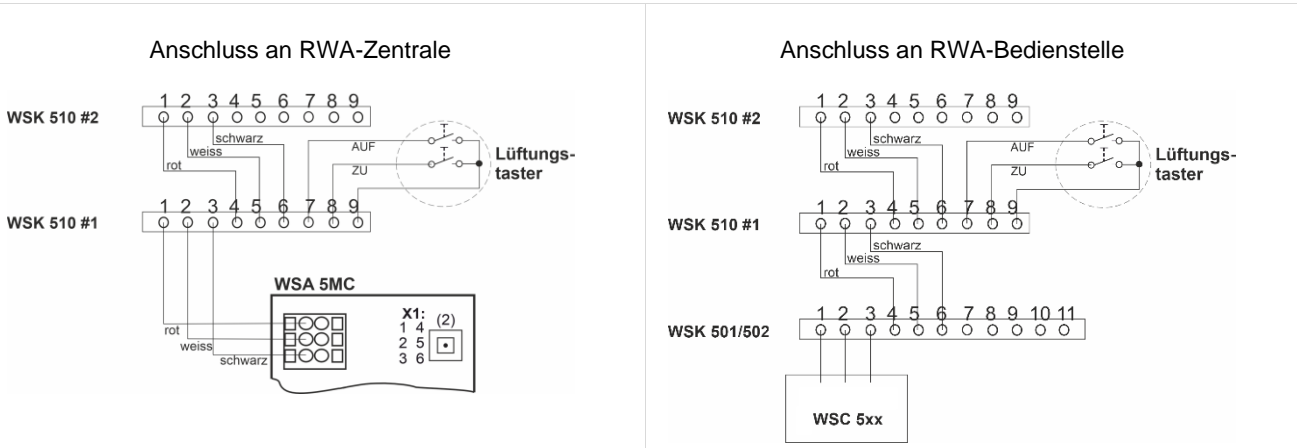 Anschluss an RWA-Zentrale
1 2 3 4 5 6 7 8 9
WSK 510 #2
schwarz
weiss
rot
AUF
ZU
Lüftungs-
taster
1 2 3 4 5 6 7 8 9
WSK 510 #1
WSA 5MC
rot
weiss
schwarz
X1:
1 4
2 5
3 6
(2)
Anschluss an RWA-Bedienstelle
1 2 3 4 5 6 7 8 9
WSK 510 #2
schwarz
weiss
rot
AUF
ZU
Lüftungs-
taster
1 2 3 4 5 6 7 8 9
WSK 510 #1
schwarz
weiss
rot
1 2 3 4 5 6 7 8 9 10 11
WSK 501/502
WSC 5xx